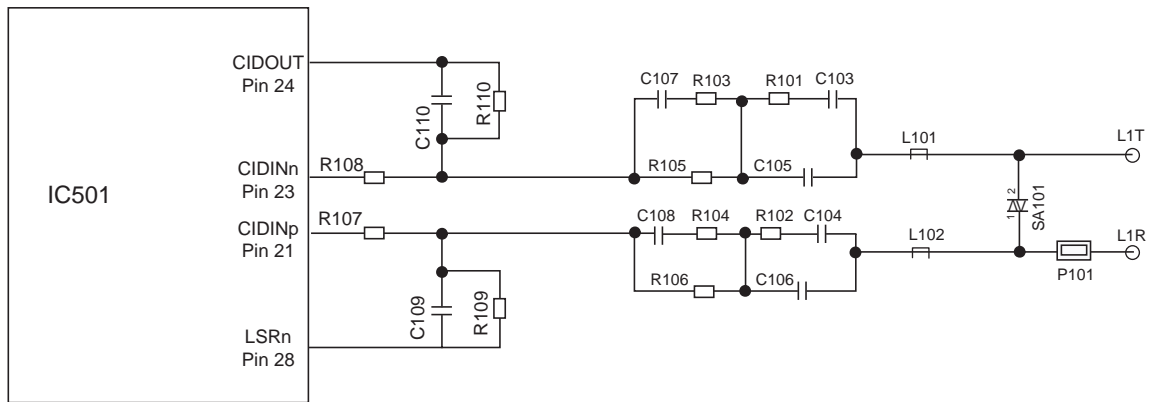 IC501
CIDOUT
Pin 24
CIDINn
Pin 23
CIDINp
Pin 21
LSRn
Pin 28
C110
R110
R108
R107
C109
R109
C107
R103
R101
C103
R105
C105
C108
R104
R102
C104
R106
C106
L101
L102
2
1
SA101
L1T
L1R
P101